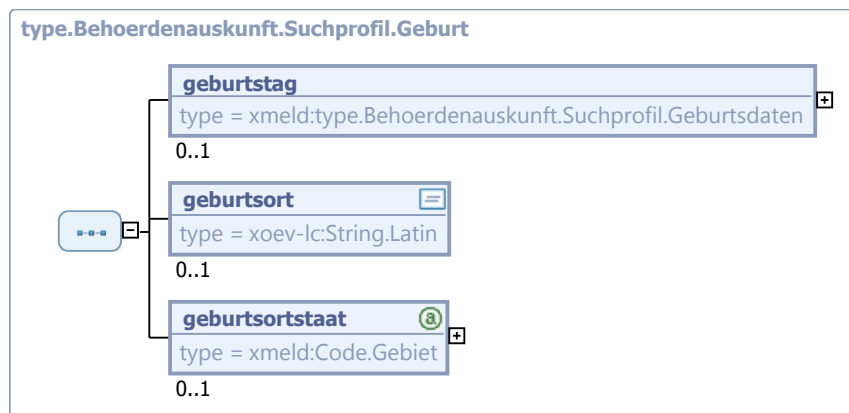 type.Behoerdenauskunft.Suchprofil.Geburt
geburtstag
type = xmeld:type.Behoerdenauskunft.Suchprofil.Geburtsdaten
0..1
geburtsort
type = xoev-lc:String.Latin
0..1
geburtsortstaat
type = xmeld:Code.Gebiet
0..1